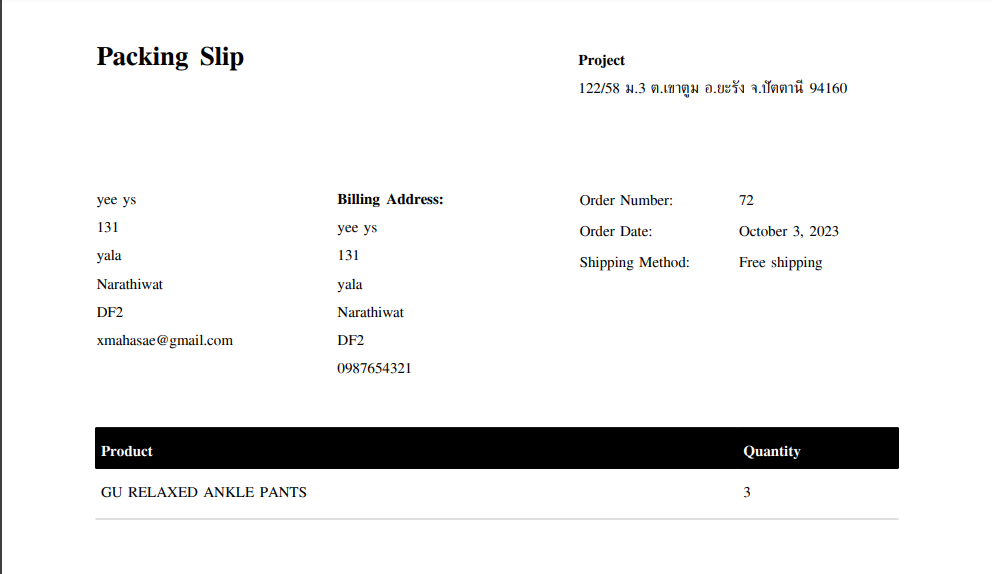 Packing Slip
Project
122/58 ม.3 ต.เขาตูม อ.ยะรัง จ.ปัตตานี 94160
yee ys
131
yala
Narathiwat
DF2
xmahasae@gmail.com
Billing Address:
yee ys
131
yala
Narathiwat
DF2
0987654321
Order Number: 72
Order Date: October 3, 2023
Shipping Method: Free shipping
Product Quantity
GU RELAXED ANKLE PANTS 3